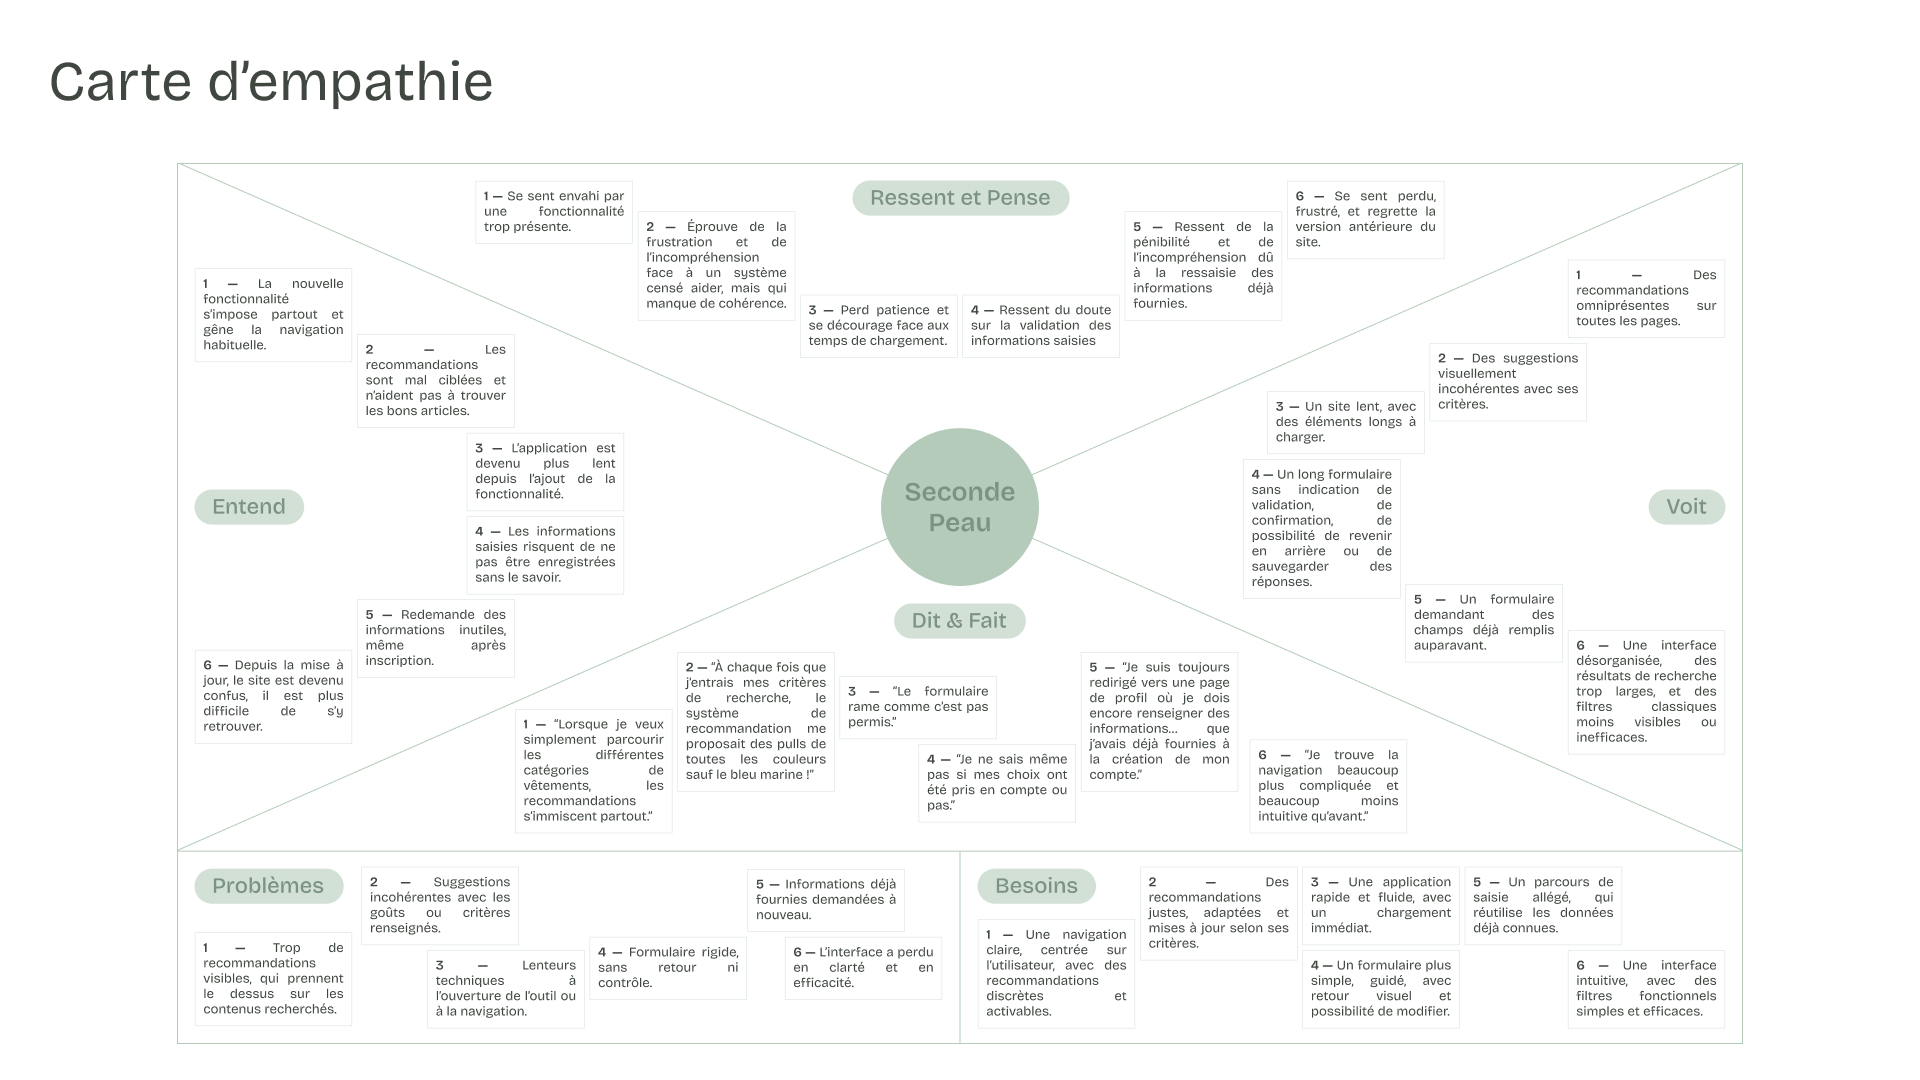 Carte d’empathie
Ressent et Pense
1 — Se sent envahi par
une fonctionnalité
trop présente.
2 — Éprouve de la
frustration et de
l’incompréhension
face à un système
censé aider, mais qui
manque de cohérence.
3 — Perd patience et
se décourage face aux
temps de chargement.
4 — Ressent du doute
sur la validation des
informations saisies
5 — Ressent de la
pénibilité et de
l’incompréhension dû
à la ressaisie des
informations déjà
fournies.
6 — Se sent perdu,
frustré, et regrette la
version antérieure du
site.
Entend
1 — La nouvelle
fonctionnalité
s’impose partout et
gêne la navigation
habituelle.
2 — Les
recommandations
sont mal ciblées et
n’aident pas à trouver
les bons articles.
3 — L’application est
devenu plus lent
depuis l’ajout de la
fonctionnalité.
4 — Les informations
saisies risquent de ne
pas être enregistrées
sans le savoir.
5 — Redemande des
informations inutiles,
même après
inscription.
6 — Depuis la mise à
jour, le site est devenu
confus, il est plus
difficile de s’y
retrouver.
Seconde
Peau
Voit
1 — Des
recommandations
omniprésentes sur
toutes les pages.
2 — Des suggestions
visuellement
incohérentes avec ses
critères.
3 — Un site lent, avec
des éléments longs à
charger.
4 — Un long formulaire
sans indication de
validation, de
confirmation, de
possibilité de revenir
en arrière ou de
sauvegarder des
réponses.
5 — Un formulaire
demandant des
champs déjà remplis
auparavant.
6 — Une interface
désorganisée, des
résultats de recherche
trop larges, et des
filtres classiques
moins visibles ou
inefficaces.
Dit & Fait
1 — “Lorsque je veux
simplement parcourir
les différentes
catégories de
vêtements, les
recommandations
s’immiscent partout.”
2 — “À chaque fois que
j’entrais mes critères
de recherche, le
système de
recommandation me
proposait des pulls de
toutes les couleurs
sauf le bleu marine !”
3 — “Le formulaire
rame comme c’est pas
permis.”
4 — “Je ne sais même
pas si mes choix ont
été pris en compte ou
pas.”
5 — “Je suis toujours
redirigé vers une page
de profil où je dois
encore renseigner des
informations... que
j’avais déjà fournies à
la création de mon
compte.”
6 — “Je trouve la
navigation beaucoup
plus compliquée et
beaucoup moins
intuitive qu’avant.”
Problèmes
1 — Trop de
recommandations
visibles, qui prennent
le dessus sur les
contenus recherchés.
2 — Suggestions
incohérentes avec les
goûts ou critères
renseignés.
3 — Lenteurs
techniques à
l’ouverture de l’outil ou
à la navigation.
4 — Formulaire rigide,
sans retour ni
contrôle.
5 — Informations déjà
fournies demandées à
nouveau.
6 — L’interface a perdu
en clarté et en
efficacité.
Besoins
1 — Une navigation
claire, centrée sur
l’utilisateur, avec des
recommandations
discrètes et
activables.
2 — Des
recommandations
justes, adaptées et
mises à jour selon ses
critères.
3 — Une application
rapide et fluide, avec
un chargement
immédiat.
4 — Un formulaire plus
simple, guidé, avec
retour visuel et
possibilité de modifier.
5 — Un parcours de
saisie allégé, qui
réutilise les données
déjà connues.
6 — Une interface
intuitive, avec des
filtres fonctionnels
simples et efficaces.